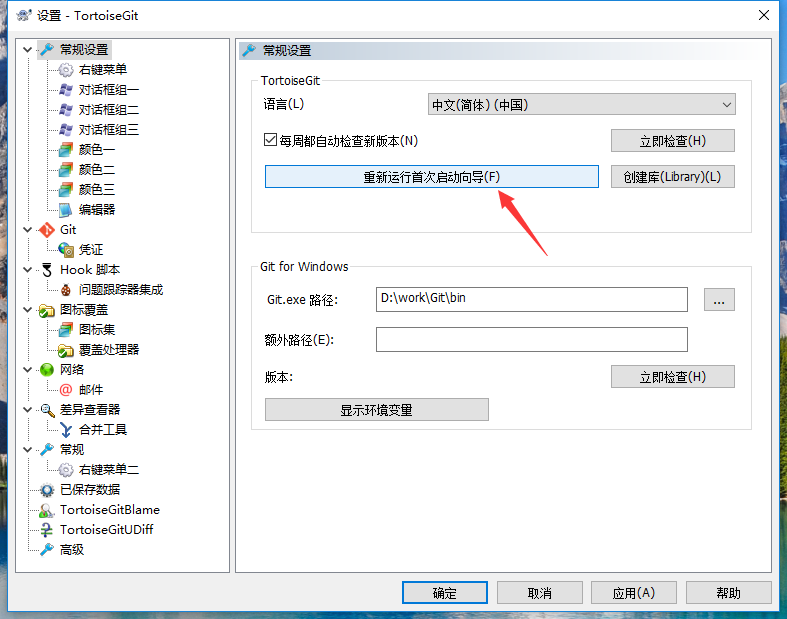 设置 - TortoiseGit
常规设置
右键菜单
对话框组一
对话框组二
对话框组三
颜色一
颜色二
颜色三
编辑器
Git
凭证
Hook 脚本
问题跟踪器集成
图标覆盖
图标集
覆盖处理器
网络
邮件
差异查看器
合并工具
常规
右键菜单二
已保存数据
TortoiseGitBlame
TortoiseGitUDiff
高级
常规设置
TortoiseGit
语言(L)
中文(简体) (中国)
每周都自动检查新版本(N)
立即检查(H)
重新运行首次启动向导(F)
创建库(Library)(L)
Git for Windows
Git.exe 路径:
D:\work\Git\bin
...
额外路径(E):
版本:
立即检查(H)
显示环境变量
确定
取消
应用(A)
帮助